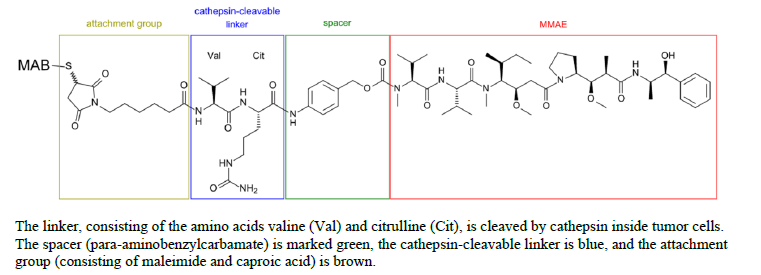 cathepsin-cleavable
attachment group linker spacer MMAE
Val Cit
MAB S
O
N
O
O
N
H
O
H
N
O
N
H
HN
O NH₂
O
O
N
O
H
N
O
N
O
O
N
O
O
H
N
OH
The linker, consisting of the amino acids valine (Val) and citrulline (Cit), is cleaved by cathepsin inside tumor cells.
The spacer (para-aminobenzylcarbamate) is marked green, the cathepsin-cleavable linker is blue, and the attachment
group (consisting of maleimide and caproic acid) is brown.